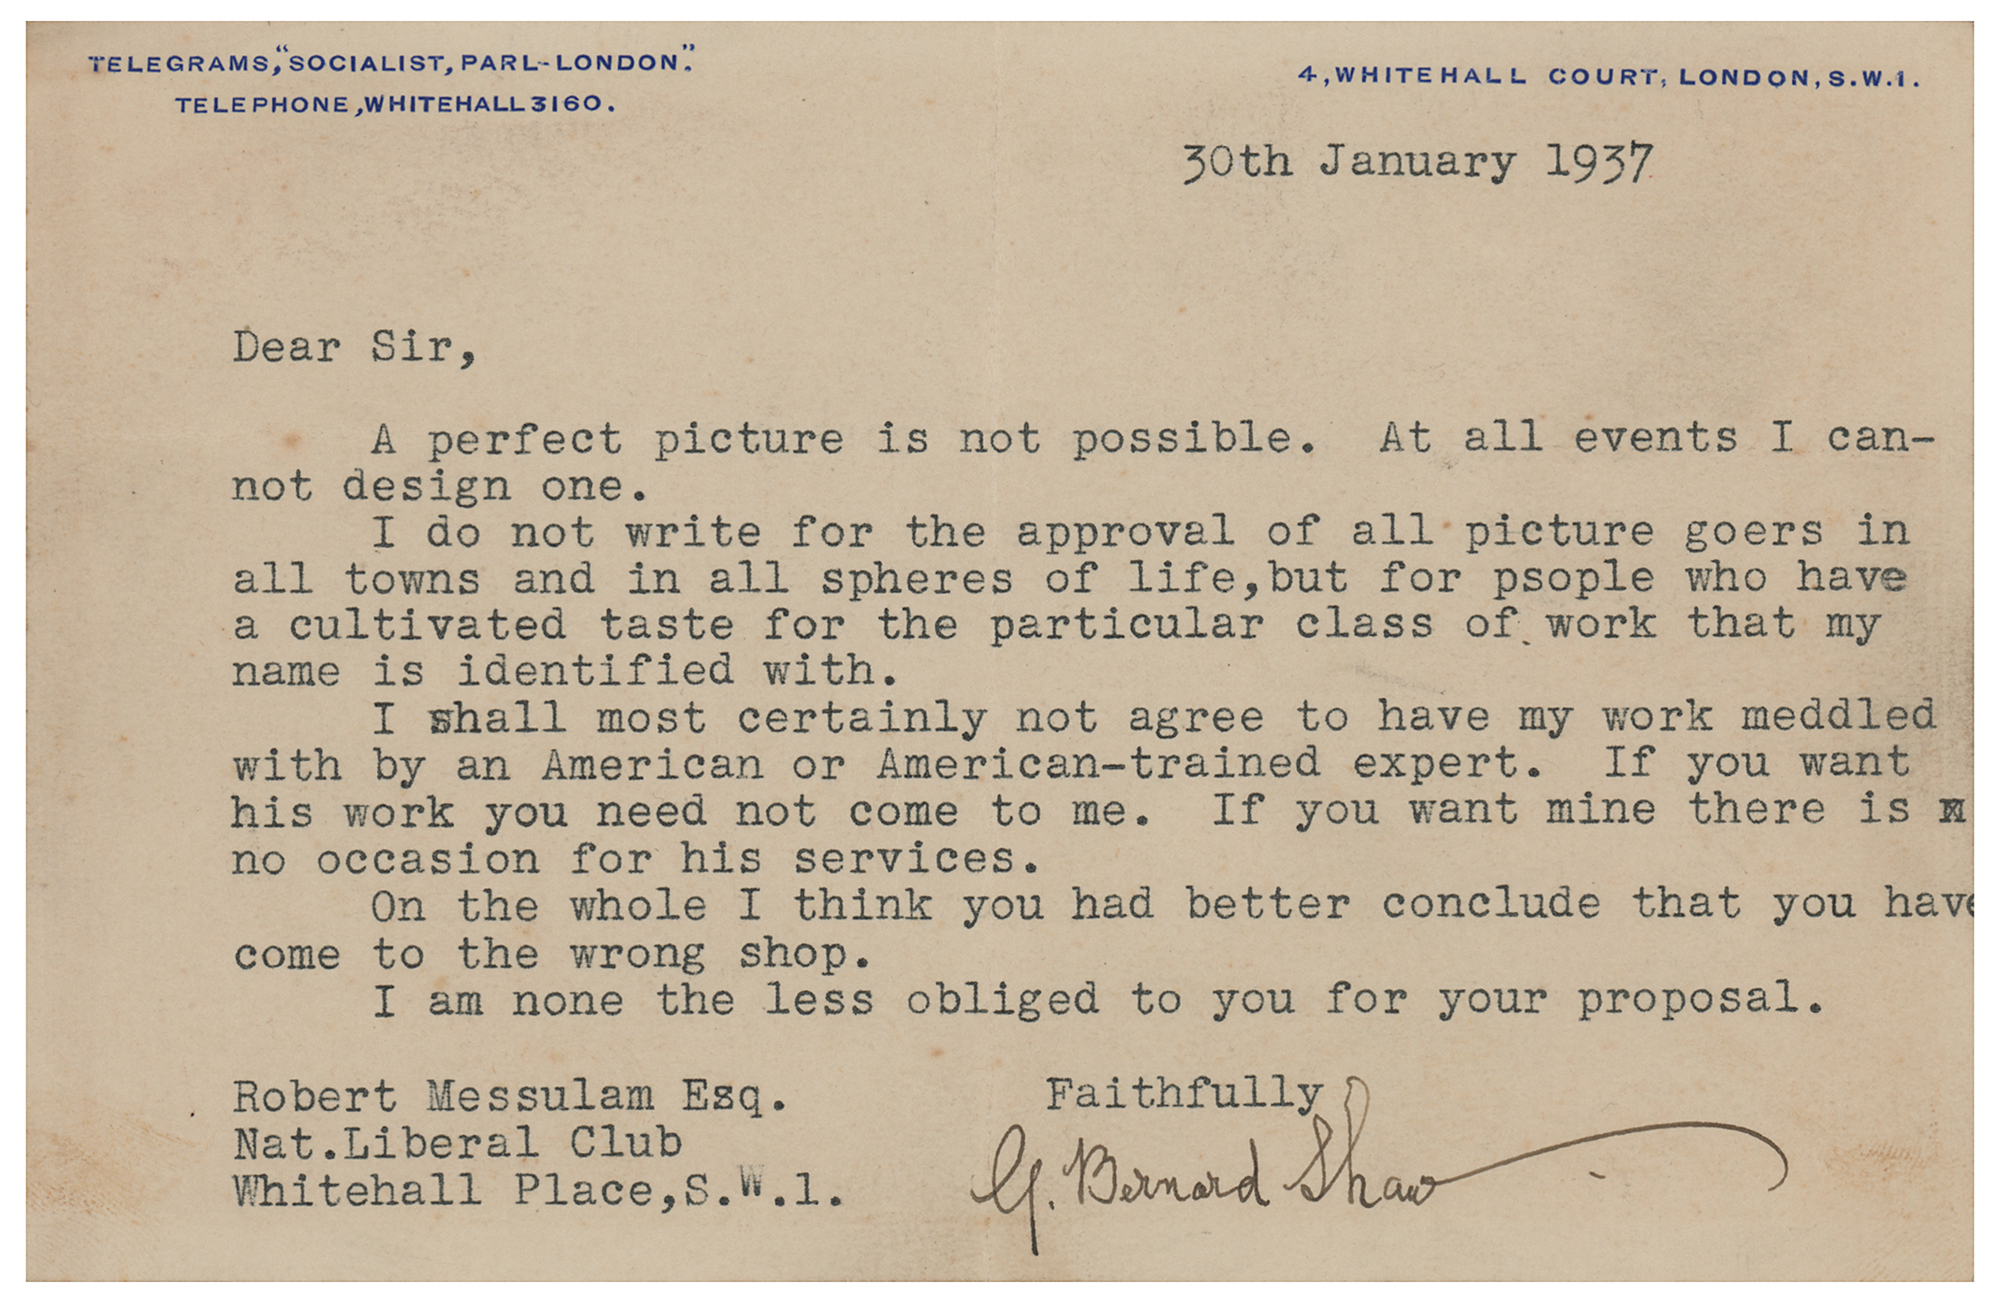 TELEGRAMS, "SOCIALIST, PARL-LONDON".
TELEPHONE, WHITEHALL 3160.
4, WHITEHALL COURT, LONDON, S.W.1.
30th January 1937
Dear Sir,
A perfect picture is not possible. At all events I can-
not design one.
I do not write for the approval of all picture goers in
all towns and in all spheres of life,but for psople who have
a cultivated taste for the particular class of work that my
name is identified with.
I shall most certainly not agree to have my work meddled
with by an American or American-trained expert. If you want
his work you need not come to me. If you want mine there is
no occasion for his services.
On the whole I think you had better conclude that you have
come to the wrong shop.
I am none the less obliged to you for your proposal.
Robert Messulam Esq.
Nat.Liberal Club
Whitehall Place,S.W.1.
Faithfully
G. Bernard Shaw